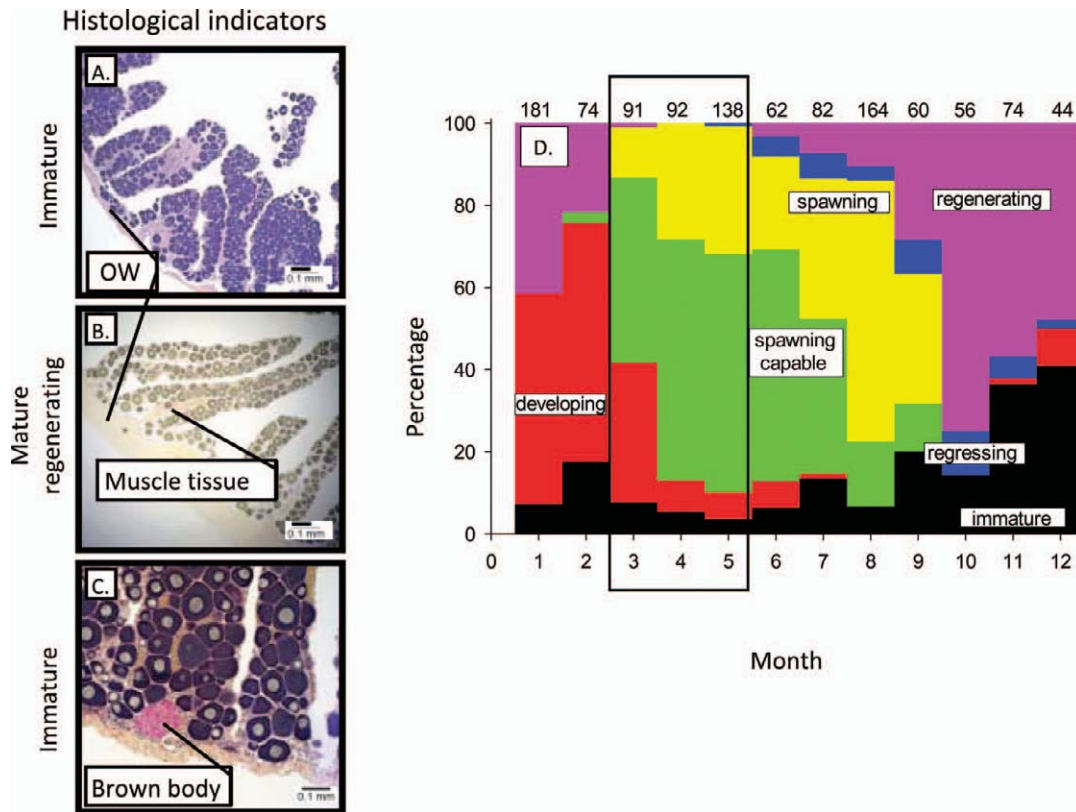 Histological indicators
A.
Immature
OW
0.1 mm
B.
Mature
regenerating
Muscle tissue
0.1 mm
C.
Immature
Brown body
0.1 mm
181 74 91 92 138 62 82 164 60 56 74 44
D.
100
80
60
40
20
0
Percentage
spawning
regenerating
spawning
capable
developing
regressing
immature
0 1 2 3 4 5 6 7 8 9 10 11 12
Month